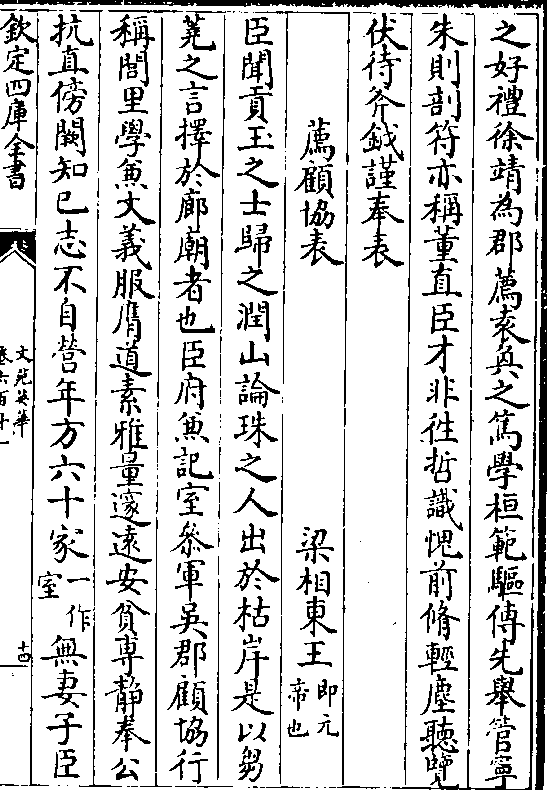 之好禮徐靖為郡薦袁奐之篤學桓範驅傳先舉管寧
朱則剖符亦稱董直臣才非徃哲識愧前脩輕塵聽覽
伏待斧鉞謹奉表
薦顧協表 梁相東王即元帝也
臣聞貢玉之士歸之潤山論珠之人出於枯岸是以芻
蕘之言擇於廊廟者也臣府兼記室叅軍吳郡顧協行
稱閭里學兼文義服膺道素雅量邃逺安貧専静奉公
抗直傍闕知已志不自營年方六十家一作室無妻子臣
欽定四庫全書
文苑英華
卷六百十一
十四